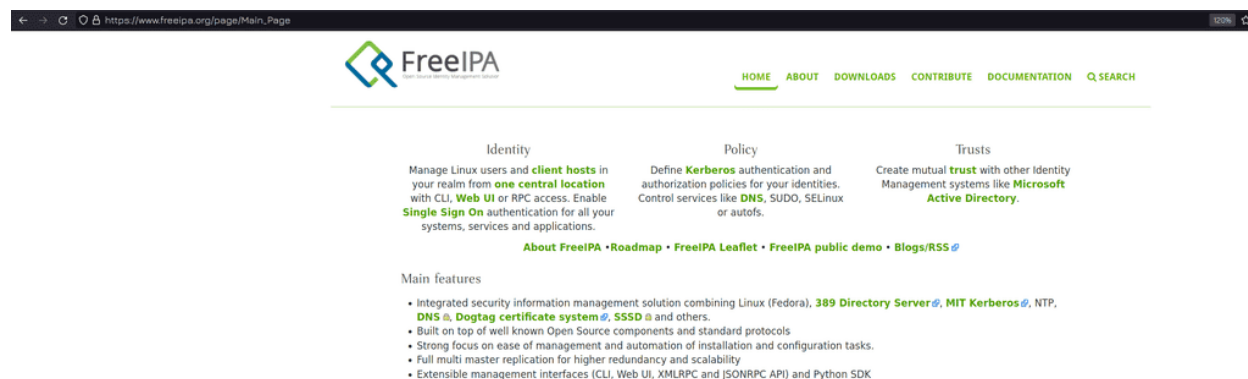 https://www.freeipa.org/page/Main_Page
120%
FreeIPA
Open Source Identity Management Solution
HOME ABOUT DOWNLOADS CONTRIBUTE DOCUMENTATION SEARCH
Identity
Manage Linux users and client hosts in
your realm from one central location
with CLI, Web UI or RPC access. Enable
Single Sign On authentication for all your
systems, services and applications.
Policy
Define Kerberos authentication and
authorization policies for your identities.
Control services like DNS, SUDO, SELinux
or autofs.
Trusts
Create mutual trust with other Identity
Management systems like Microsoft
Active Directory.
About FreeIPA •Roadmap • FreeIPA Leaflet • FreeIPA public demo • Blogs/RSS
Main features
• Integrated security information management solution combining Linux (Fedora), 389 Directory Server, MIT Kerberos, NTP,
DNS, Dogtag certificate system, SSSD and others.
• Built on top of well known Open Source components and standard protocols
• Strong focus on ease of management and automation of installation and configuration tasks.
• Full multi master replication for higher redundancy and scalability
• Extensible management interfaces (CLI, Web UI, XMLRPC and JSONRPC API) and Python SDK